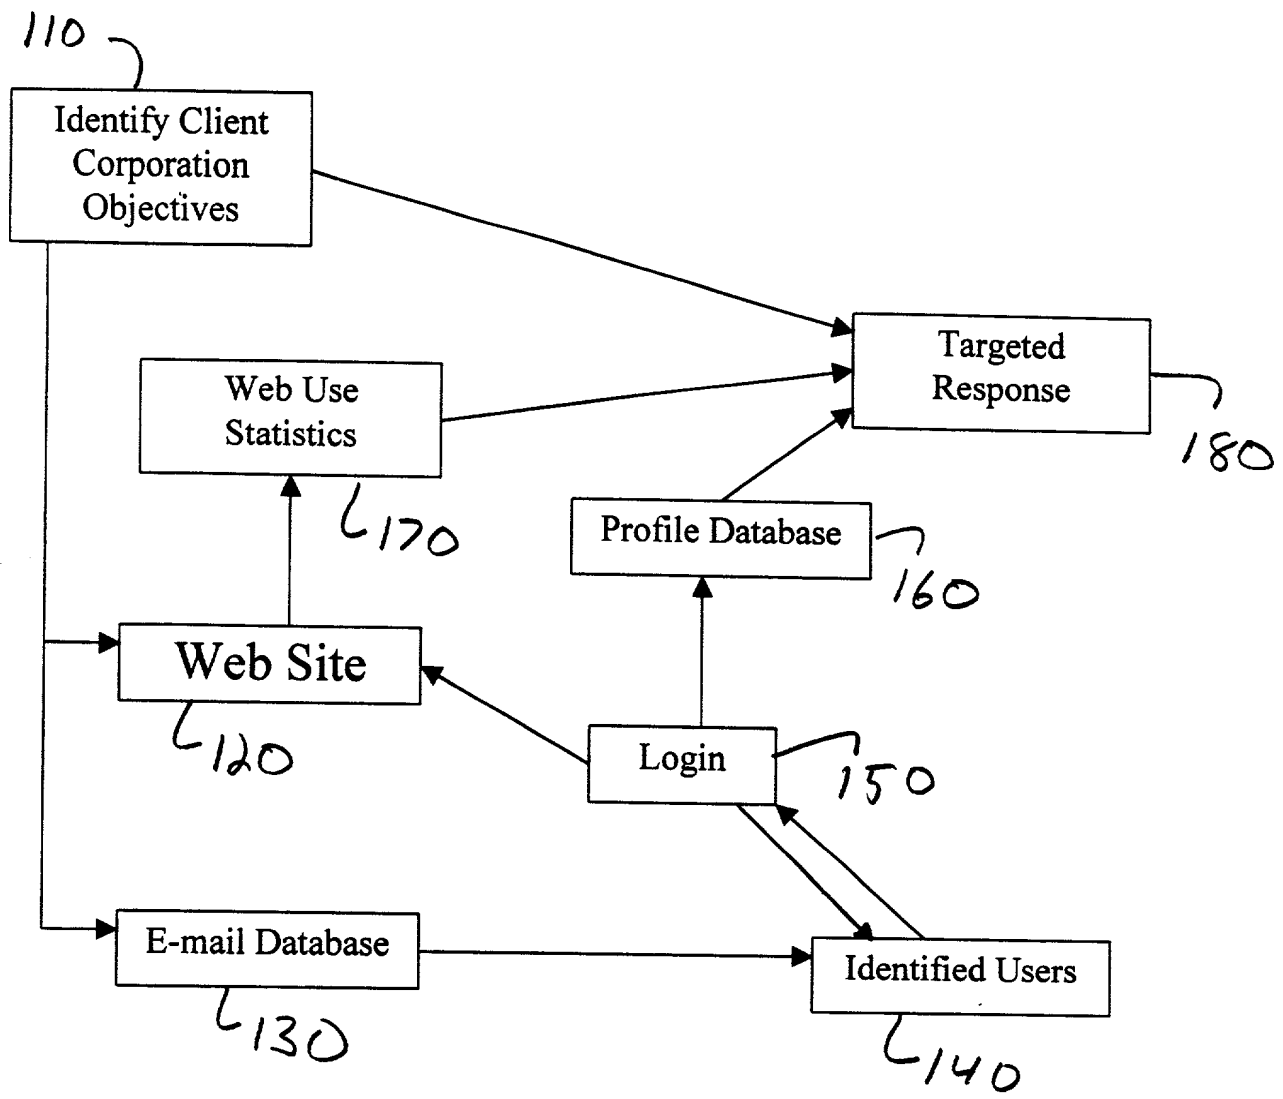 110
Identify Client
Corporation
Objectives
Targeted
Response
180
Web Use
Statistics
170
Profile Database
160
Web Site
120
Login
150
E-mail Database
130
Identified Users
140